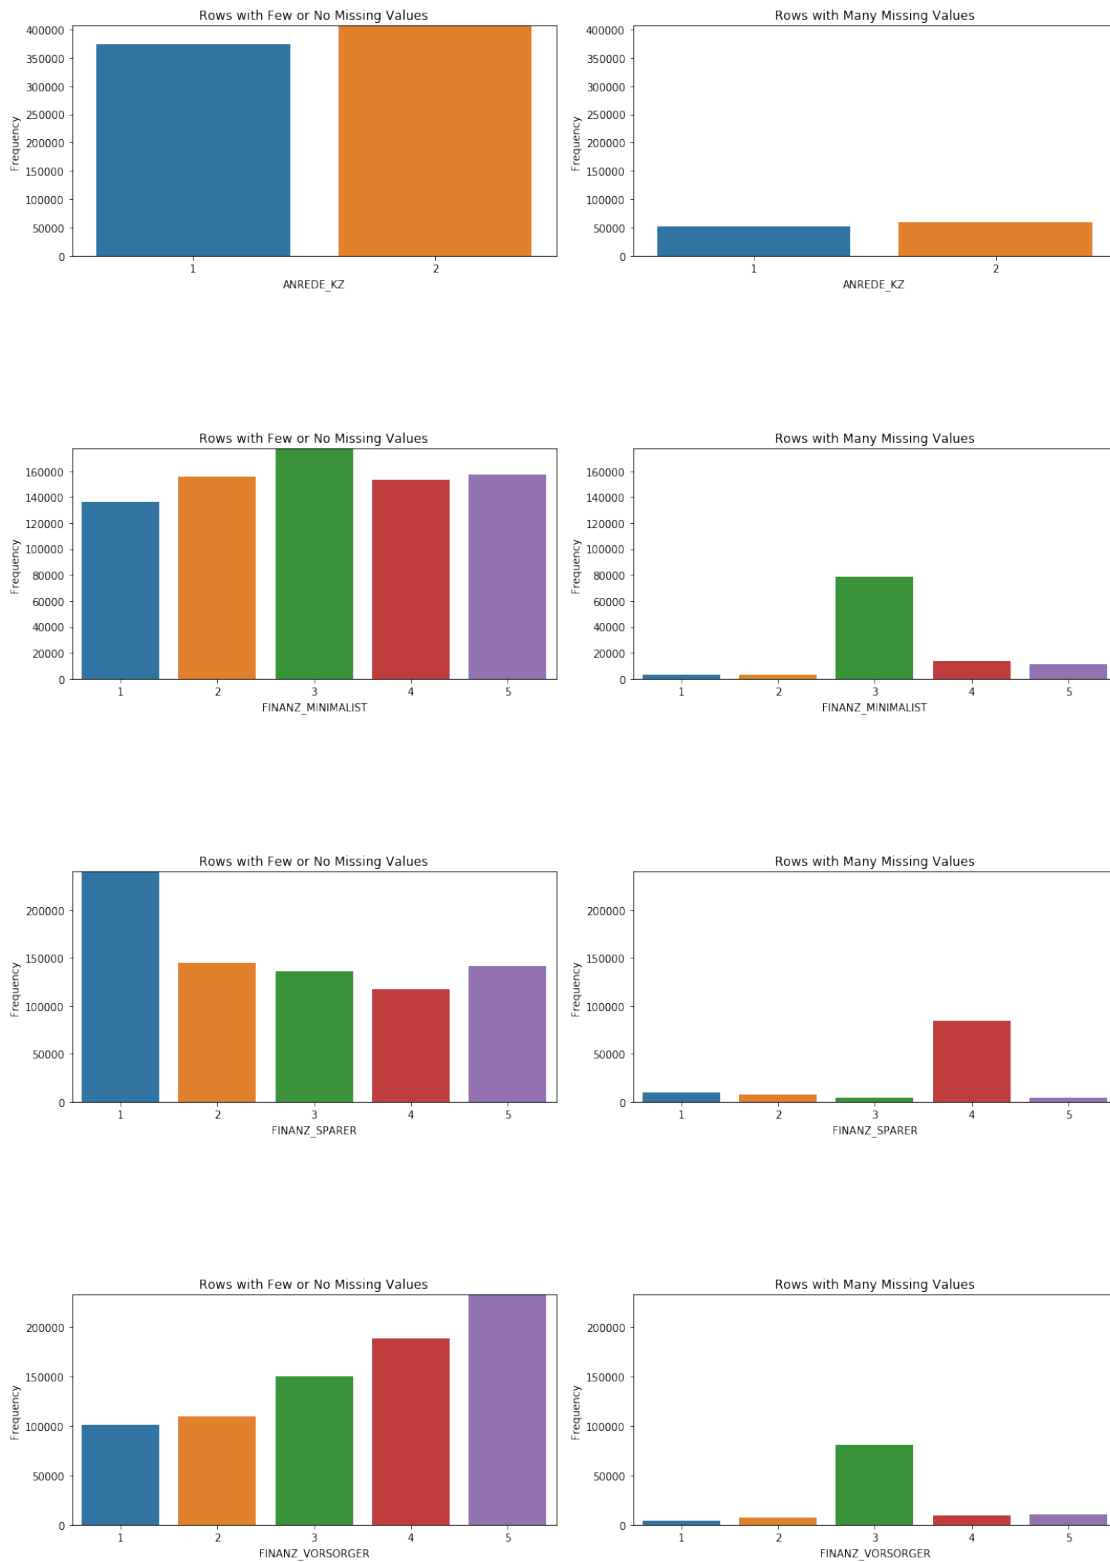 Rows with Few or No Missing Values
400000
350000
300000
250000
200000
150000
100000
50000
0
Frequency
1 2
ANREDE_KZ
Rows with Many Missing Values
400000
350000
300000
250000
200000
150000
100000
50000
0
Frequency
1 2
ANREDE_KZ
Rows with Few or No Missing Values
160000
140000
120000
100000
80000
60000
40000
20000
0
Frequency
1 2 3 4 5
FINANZ_MINIMALIST
Rows with Many Missing Values
160000
140000
120000
100000
80000
60000
40000
20000
0
Frequency
1 2 3 4 5
FINANZ_MINIMALIST
Rows with Few or No Missing Values
200000
150000
100000
50000
0
Frequency
1 2 3 4 5
FINANZ_SPARER
Rows with Many Missing Values
200000
150000
100000
50000
0
Frequency
1 2 3 4 5
FINANZ_SPARER
Rows with Few or No Missing Values
200000
150000
100000
50000
0
Frequency
1 2 3 4 5
FINANZ_VORSORGER
Rows with Many Missing Values
200000
150000
100000
50000
0
Frequency
1 2 3 4 5
FINANZ_VORSORGER